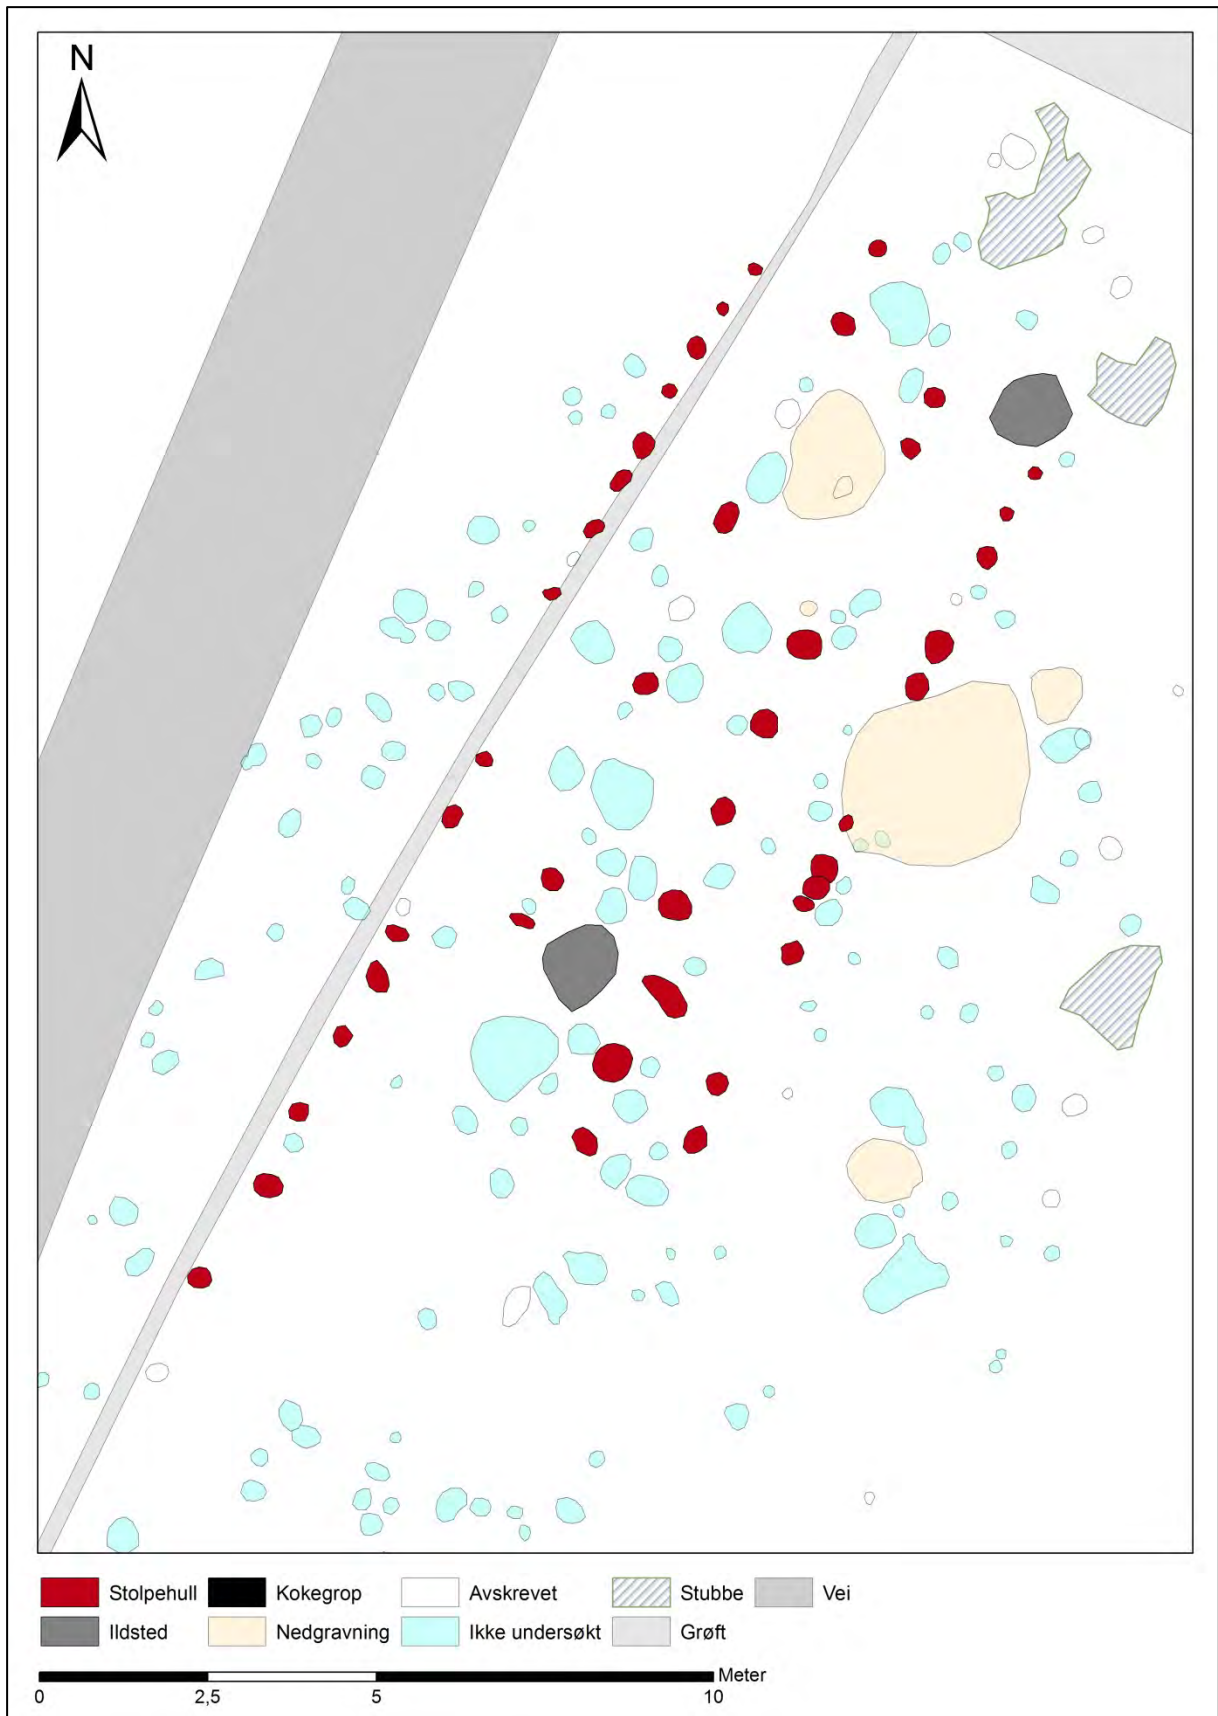 N
Stolpehull Kokegrop Avskrevet Stubbe Vei
Ildsted Nedgravning Ikke undersøkt Grøft
Meter
0 2,5 5 10